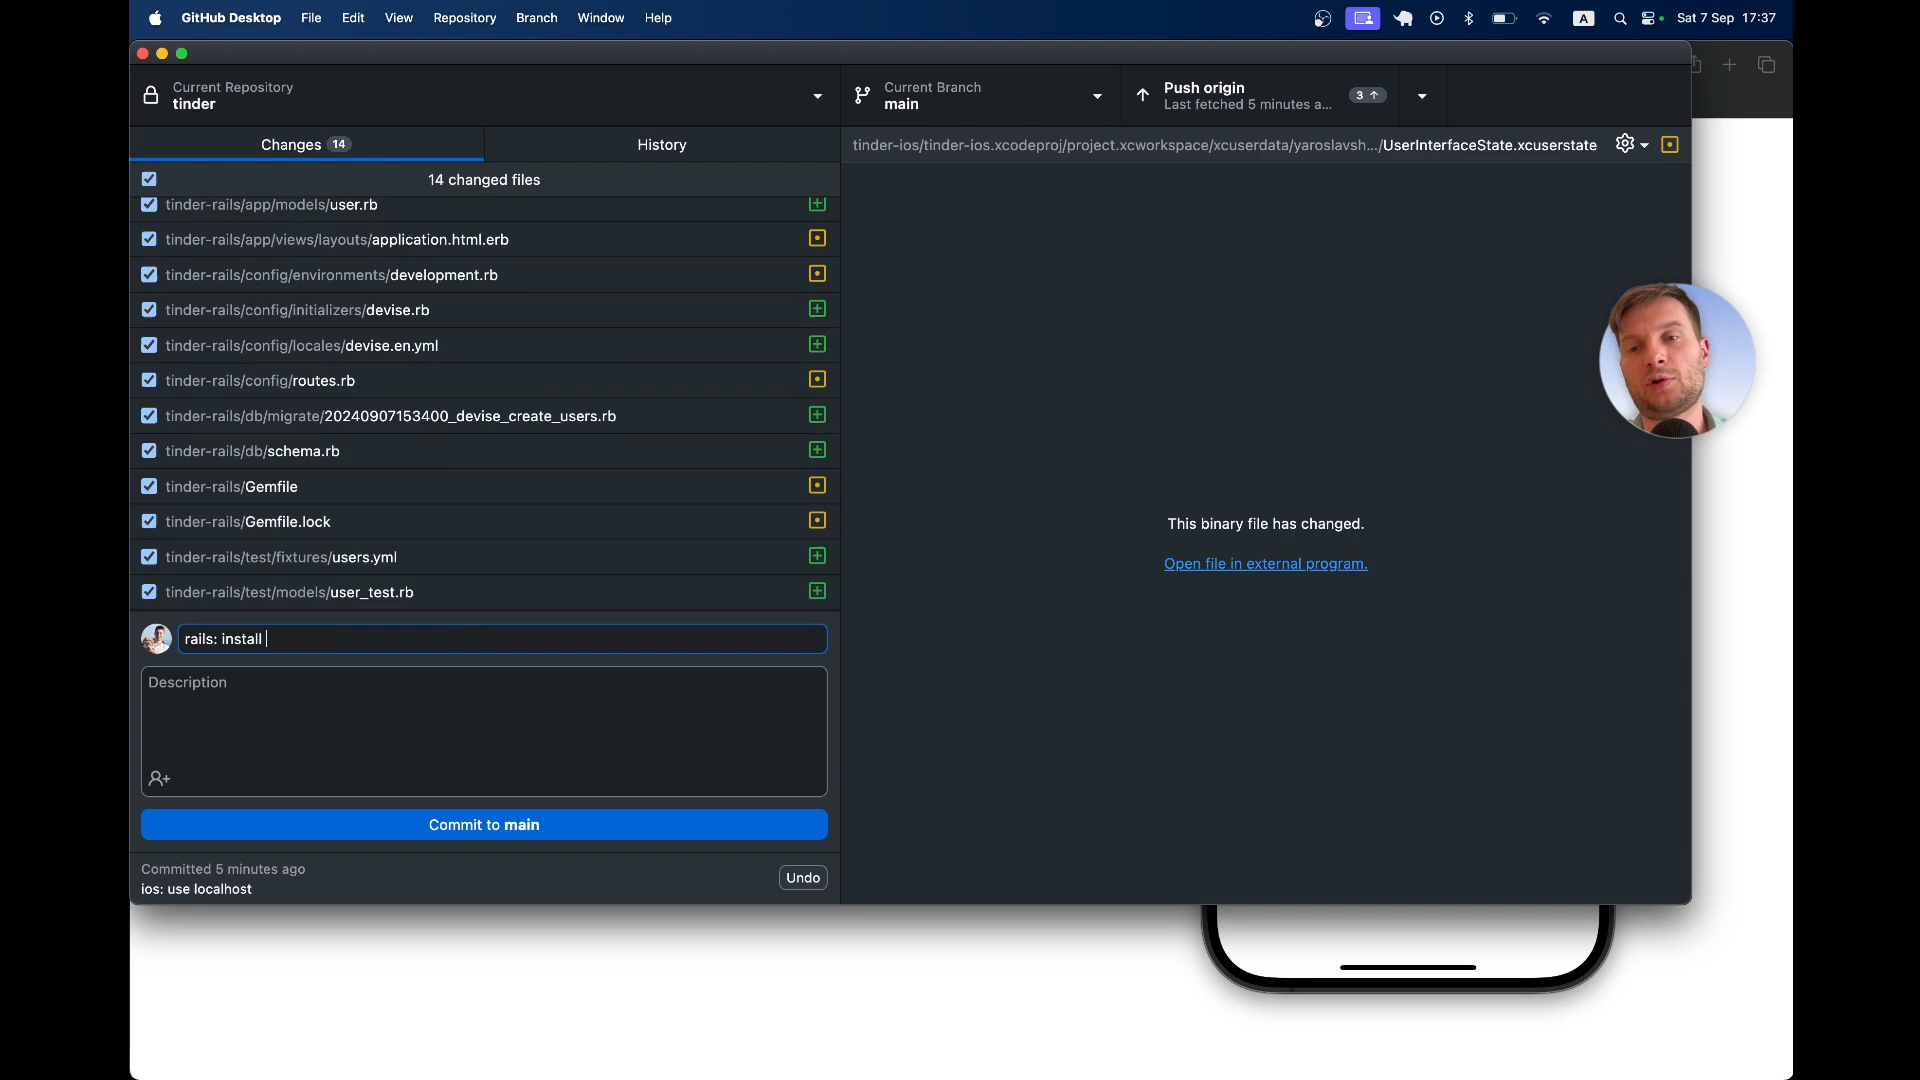 GitHub Desktop File Edit View Repository Branch Window Help A Sat 7 Sep 17:37
Current Repository
tinder
Current Branch
main
Push origin
Last fetched 5 minutes a...
3
Changes 14
History
tinder-ios/tinder-ios.xcodeproj/project.xcworkspace/xcuserdata/yaroslavsh.../UserInterfaceState.xcuserstate
14 changed files
tinder-rails/app/models/user.rb
tinder-rails/app/views/layouts/application.html.erb
tinder-rails/config/environments/development.rb
tinder-rails/config/initializers/devise.rb
tinder-rails/config/locales/devise.en.yml
tinder-rails/config/routes.rb
tinder-rails/db/migrate/20240907153400_devise_create_users.rb
tinder-rails/db/schema.rb
tinder-rails/Gemfile
tinder-rails/Gemfile.lock
tinder-rails/test/fixtures/users.yml
tinder-rails/test/models/user_test.rb
This binary file has changed.
Open file in external program.
rails: install
Description
Commit to main
Committed 5 minutes ago
ios: use localhost
Undo